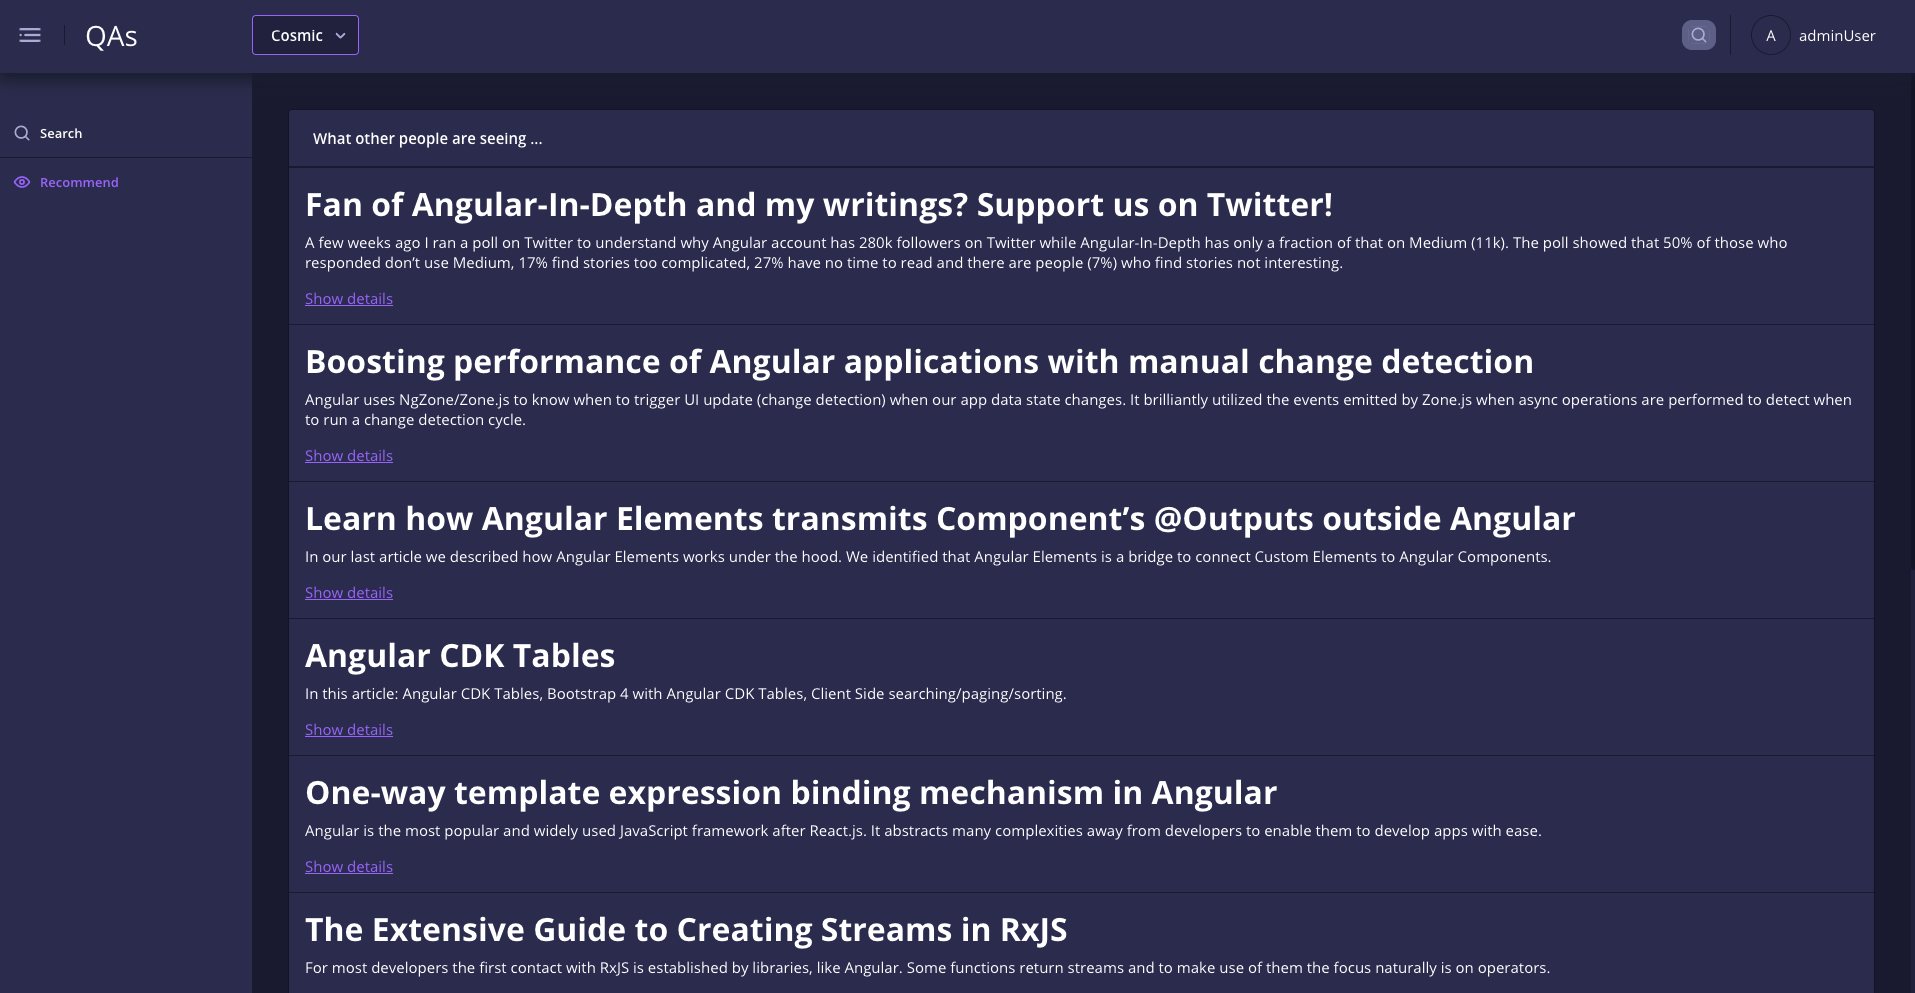 QAs
Cosmic
A
adminUser
Search
Recommend
What other people are seeing ...
Fan of Angular-In-Depth and my writings? Support us on Twitter!
A few weeks ago I ran a poll on Twitter to understand why Angular account has 280k followers on Twitter while Angular-In-Depth has only a fraction of that on Medium (11k). The poll showed that 50% of those who
responded don’t use Medium, 17% find stories too complicated, 27% have no time to read and there are people (7%) who find stories not interesting.
Show details
Boosting performance of Angular applications with manual change detection
Angular uses NgZone/Zone.js to know when to trigger UI update (change detection) when our app data state changes. It brilliantly utilized the events emitted by Zone.js when async operations are performed to detect when
to run a change detection cycle.
Show details
Learn how Angular Elements transmits Component’s @Outputs outside Angular
In our last article we described how Angular Elements works under the hood. We identified that Angular Elements is a bridge to connect Custom Elements to Angular Components.
Show details
Angular CDK Tables
In this article: Angular CDK Tables, Bootstrap 4 with Angular CDK Tables, Client Side searching/paging/sorting.
Show details
One-way template expression binding mechanism in Angular
Angular is the most popular and widely used JavaScript framework after React.js. It abstracts many complexities away from developers to enable them to develop apps with ease.
Show details
The Extensive Guide to Creating Streams in RxJS
For most developers the first contact with RxJS is established by libraries, like Angular. Some functions return streams and to make use of them the focus naturally is on operators.